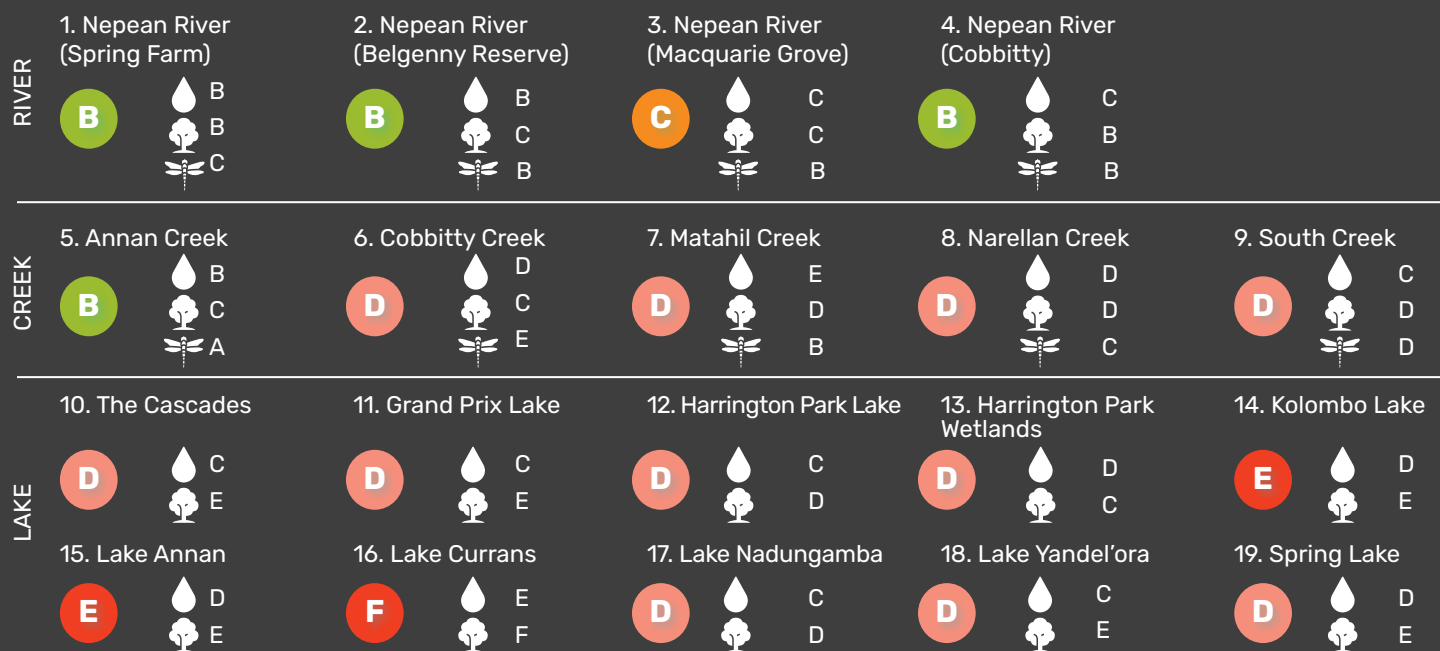 RIVER
1. Nepean River
(Spring Farm)
B
B
B
C
2. Nepean River
(Belgenny Reserve)
B
B
C
B
3. Nepean River
(Macquarie Grove)
C
C
C
B
4. Nepean River
(Cobbitty)
B
C
B
B
CREEK
5. Annan Creek
B
B
C
A
6. Cobbitty Creek
D
D
C
E
7. Matahil Creek
D
E
D
B
8. Narellan Creek
D
D
D
C
9. South Creek
D
C
D
D
LAKE
10. The Cascades
D
C
E
11. Grand Prix Lake
D
C
E
12. Harrington Park Lake
D
C
D
13. Harrington Park
Wetlands
D
D
C
14. Kolombo Lake
E
D
E
15. Lake Annan
E
D
E
16. Lake Currans
F
E
F
17. Lake Nadungamba
D
C
D
18. Lake Yandel’ora
D
C
E
19. Spring Lake
D
D
E